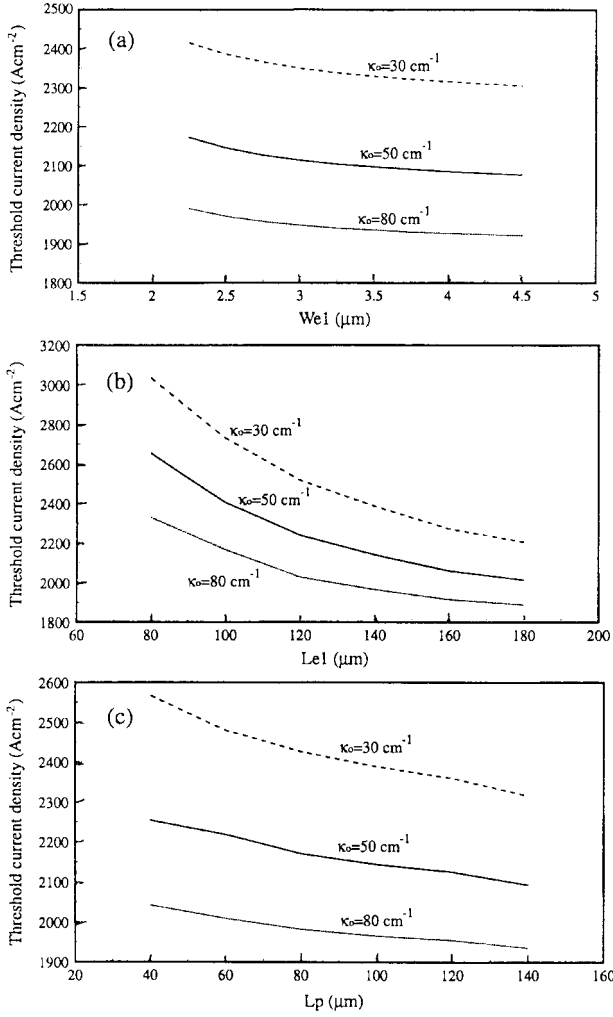 (a)
Threshold current density (Acm⁻²)
2500
2400
2300
2200
2100
2000
1900
1800
κₒ=30 cm⁻¹
κₒ=50 cm⁻¹
κₒ=80 cm⁻¹
1.5 2 2.5 3 3.5 4 4.5 5
We1 (μm)
(b)
Threshold current density (Acm⁻²)
3200
3000
2800
2600
2400
2200
2000
1800
κₒ=30 cm⁻¹
κₒ=50 cm⁻¹
κₒ=80 cm⁻¹
60 80 100 120 140 160 180 200
Le1 (μm)
(c)
Threshold current density (Acm⁻²)
2600
2500
2400
2300
2200
2100
2000
1900
κₒ=30 cm⁻¹
κₒ=50 cm⁻¹
κₒ=80 cm⁻¹
20 40 60 80 100 120 140 160
Lp (μm)